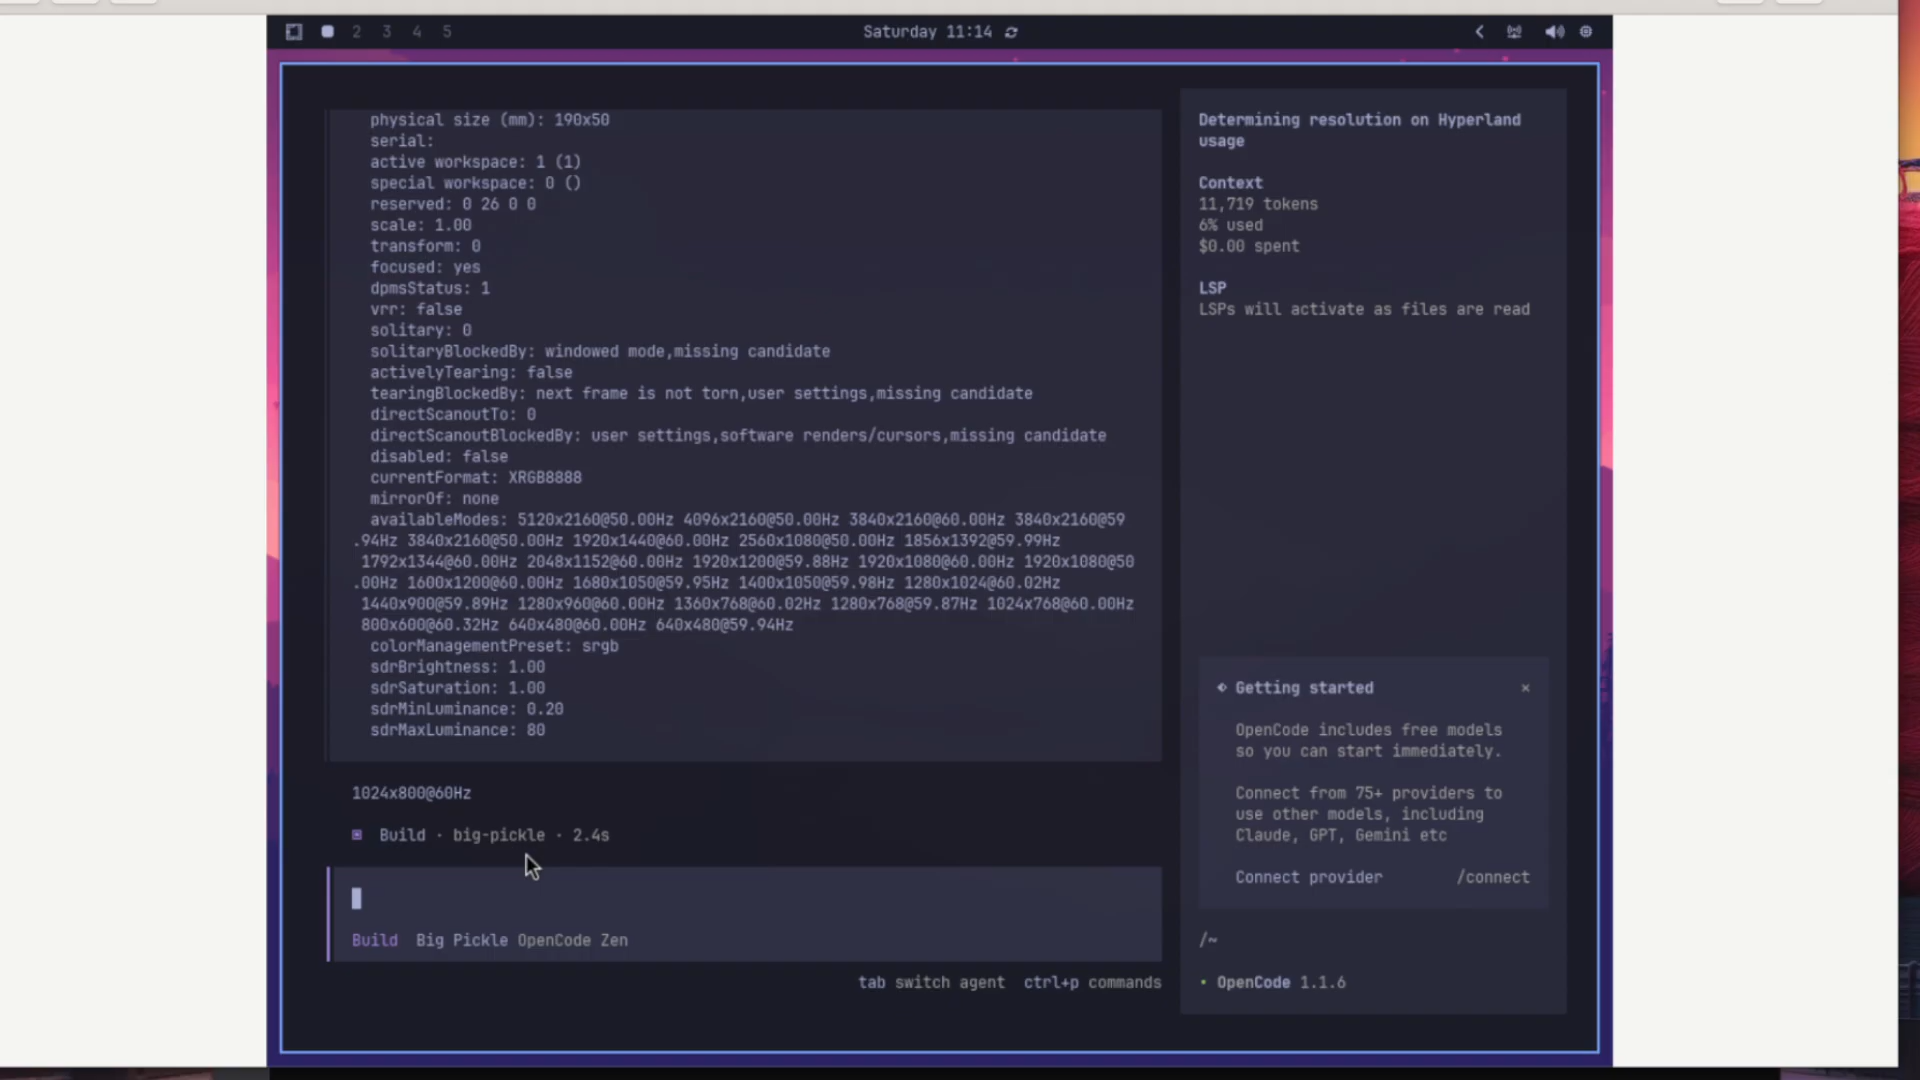 2 3 4 5
Saturday 11:14
physical size (mm): 190x50
serial:
active workspace: 1 (1)
special workspace: 0 ()
reserved: 0 26 0 0
scale: 1.00
transform: 0
focused: yes
dpmsStatus: 1
vrr: false
solitary: 0
solitaryBlockedBy: windowed mode,missing candidate
activelyTearing: false
tearingBlockedBy: next frame is not torn,user settings,missing candidate
directScanoutTo: 0
directScanoutBlockedBy: user settings,software renders/cursors,missing candidate
disabled: false
currentFormat: XRGB8888
mirrorOf: none
availableModes: 5120x2160@50.00Hz 4096x2160@50.00Hz 3840x2160@60.00Hz 3840x2160@59
.94Hz 3840x2160@50.00Hz 1920x1440@60.00Hz 2560x1080@50.00Hz 1856x1392@59.99Hz
1792x1344@60.00Hz 2048x1152@60.00Hz 1920x1200@59.88Hz 1920x1080@60.00Hz 1920x1080@50
.00Hz 1600x1200@60.00Hz 1680x1050@59.95Hz 1400x1050@59.98Hz 1280x1024@60.02Hz
1440x900@59.89Hz 1280x960@60.00Hz 1360x768@60.02Hz 1280x768@59.87Hz 1024x768@60.00Hz
800x600@60.32Hz 640x480@60.00Hz 640x480@59.94Hz
colorManagementPreset: srgb
sdrBrightness: 1.00
sdrSaturation: 1.00
sdrMinLuminance: 0.20
sdrMaxLuminance: 80
1024x800@60Hz
Build · big-pickle · 2.4s
Build Big Pickle OpenCode Zen
tab switch agent ctrl+p commands
Determining resolution on Hyperland
usage
Context
11,719 tokens
6% used
$0.00 spent
LSP
LSPs will activate as files are read
Getting started
OpenCode includes free models
so you can start immediately.
Connect from 75+ providers to
use other models, including
Claude, GPT, Gemini etc
Connect provider /connect
/~
• OpenCode 1.1.6